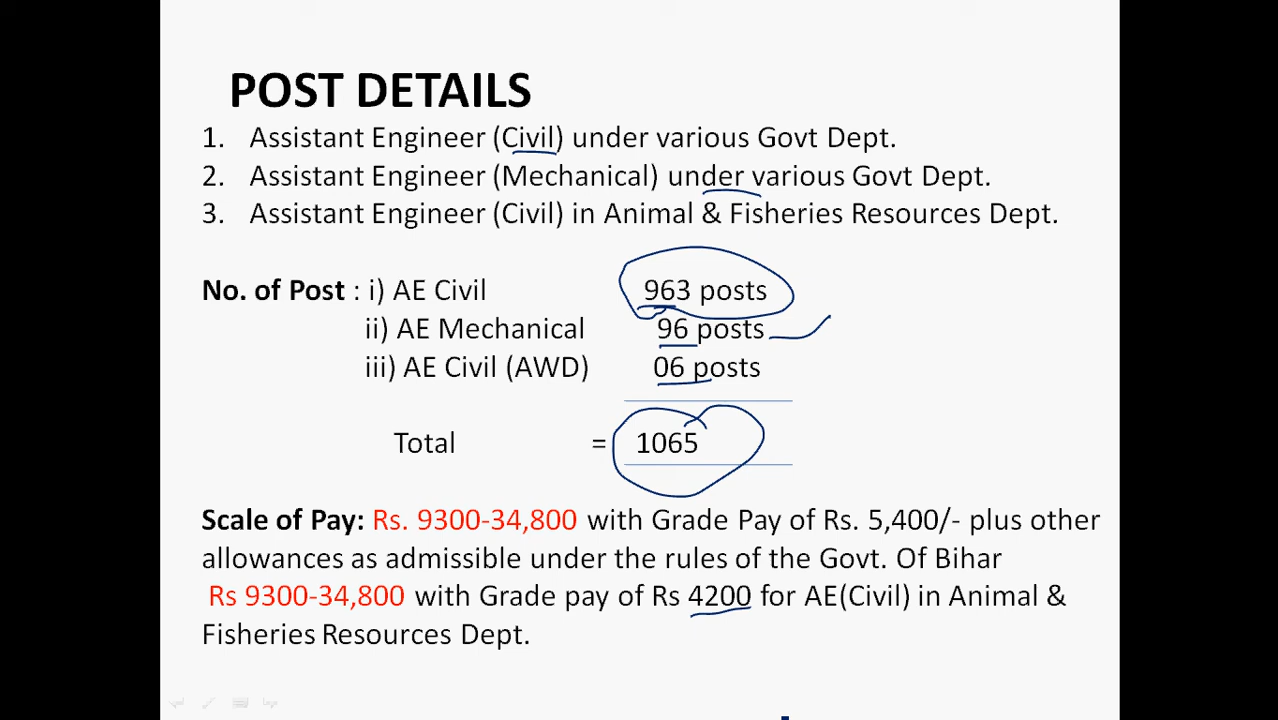 POST DETAILS
1. Assistant Engineer (Civil) under various Govt Dept.
2. Assistant Engineer (Mechanical) under various Govt Dept.
3. Assistant Engineer (Civil) in Animal & Fisheries Resources Dept.
No. of Post : i) AE Civil 963 posts
ii) AE Mechanical 96 posts
iii) AE Civil (AWD) 06 posts
Total = 1065
Scale of Pay: Rs. 9300-34,800 with Grade Pay of Rs. 5,400/- plus other
allowances as admissible under the rules of the Govt. Of Bihar
Rs 9300-34,800 with Grade pay of Rs 4200 for AE(Civil) in Animal &
Fisheries Resources Dept.